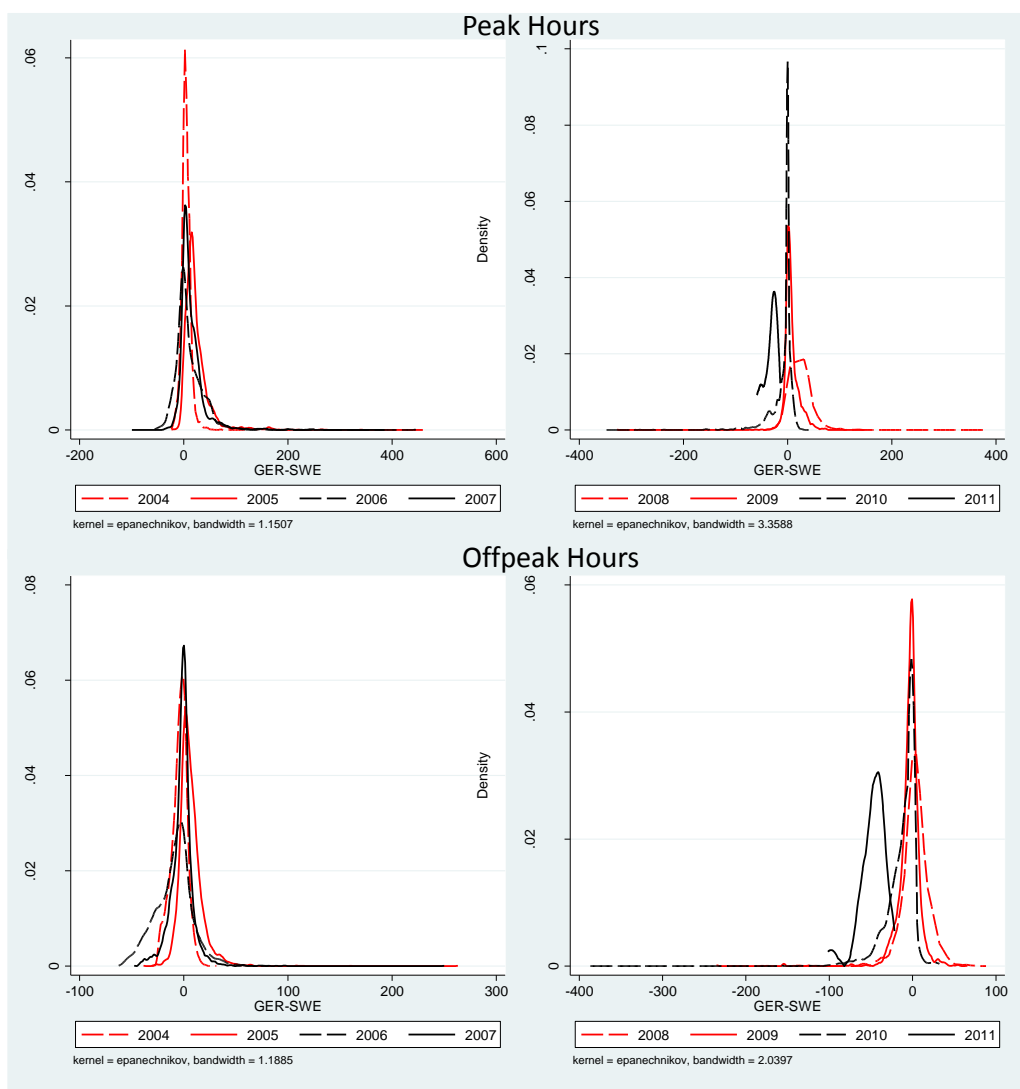 Peak Hours
0 .02 .04 .06
-200 0 200 400 600
GER-SWE
2004 2005 2006 2007
kernel = epanechnikov, bandwidth = 1.1507
Density
0 .02 .04 .06 .08 .1
-400 -200 0 200 400
GER-SWE
2008 2009 2010 2011
kernel = epanechnikov, bandwidth = 3.3588
Offpeak Hours
0 .02 .04 .06 .08
-100 0 100 200 300
GER-SWE
2004 2005 2006 2007
kernel = epanechnikov, bandwidth = 1.1885
Density
0 .02 .04 .06
-400 -300 -200 -100 0 100
GER-SWE
2008 2009 2010 2011
kernel = epanechnikov, bandwidth = 2.0397